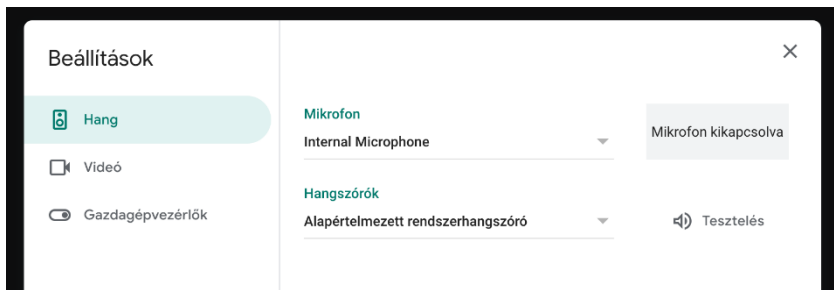 Beállítások
Hang
Videó
Gazdagépvezérlők
Mikrofon
Internal Microphone
Mikrofon kikapcsolva
Hangszórók
Alapértelmezett rendszerhangszóró
Tesztelés